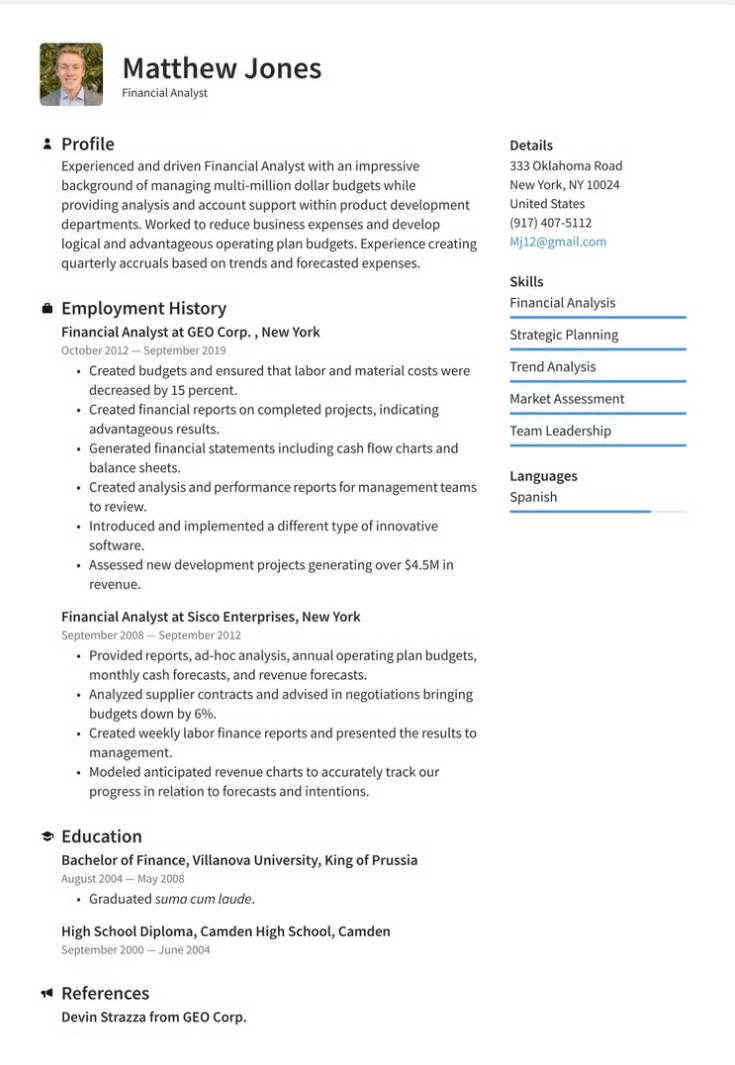 Matthew Jones
Financial Analyst
Profile
Experienced and driven Financial Analyst with an impressive
background of managing multi-million dollar budgets while
providing analysis and account support within product development
departments. Worked to reduce business expenses and develop
logical and advantageous operating plan budgets. Experience creating
quarterly accruals based on trends and forecasted expenses.
Employment History
Financial Analyst at GEO Corp. , New York
October 2012 — September 2019
• Created budgets and ensured that labor and material costs were
decreased by 15 percent.
• Created financial reports on completed projects, indicating
advantageous results.
• Generated financial statements including cash flow charts and
balance sheets.
• Created analysis and performance reports for management teams
to review.
• Introduced and implemented a different type of innovative
software.
• Assessed new development projects generating over $4.5M in
revenue.
Financial Analyst at Sisco Enterprises, New York
September 2008 — September 2012
• Provided reports, ad-hoc analysis, annual operating plan budgets,
monthly cash forecasts, and revenue forecasts.
• Analyzed supplier contracts and advised in negotiations bringing
budgets down by 6%.
• Created weekly labor finance reports and presented the results to
management.
• Modeled anticipated revenue charts to accurately track our
progress in relation to forecasts and intentions.
Education
Bachelor of Finance, Villanova University, King of Prussia
August 2004 — May 2008
• Graduated suma cum laude.
High School Diploma, Camden High School, Camden
September 2000 — June 2004
References
Devin Strazza from GEO Corp.
Details
333 Oklahoma Road
New York, NY 10024
United States
(917) 407-5112
Mj12@gmail.com
Skills
Financial Analysis
Strategic Planning
Trend Analysis
Market Assessment
Team Leadership
Languages
Spanish